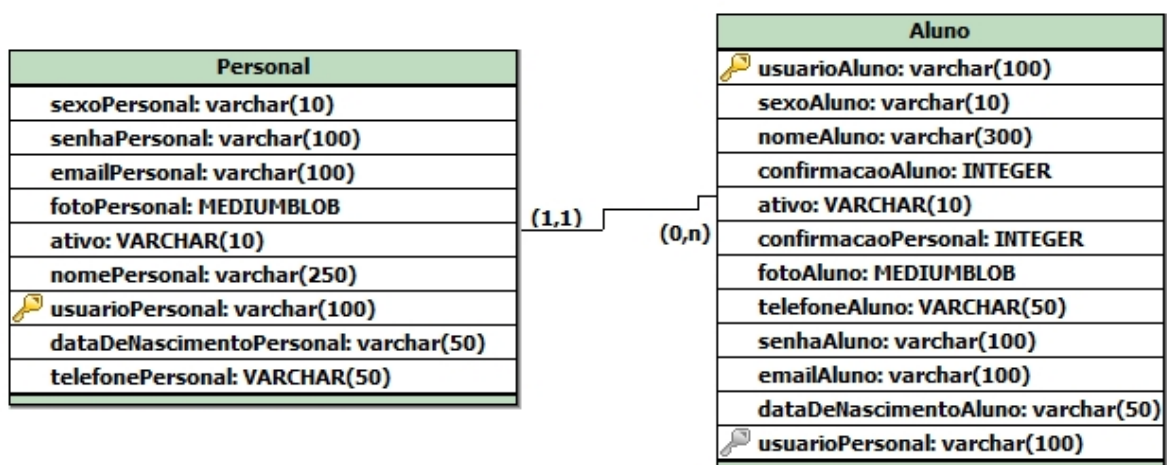 Personal
sexoPersonal: varchar(10)
senhaPersonal: varchar(100)
emailPersonal: varchar(100)
fotoPersonal: MEDIUMBLOB
ativo: VARCHAR(10)
nomePersonal: varchar(250)
usuarioPersonal: varchar(100)
dataDeNascimentoPersonal: varchar(50)
telefonePersonal: VARCHAR(50)
(1,1)
(0,n)
Aluno
usuarioAluno: varchar(100)
sexoAluno: varchar(10)
nomeAluno: varchar(300)
confirmacaoAluno: INTEGER
ativo: VARCHAR(10)
confirmacaoPersonal: INTEGER
fotoAluno: MEDIUMBLOB
telefoneAluno: VARCHAR(50)
senhaAluno: varchar(100)
emailAluno: varchar(100)
dataDeNascimentoAluno: varchar(50)
usuarioPersonal: varchar(100)